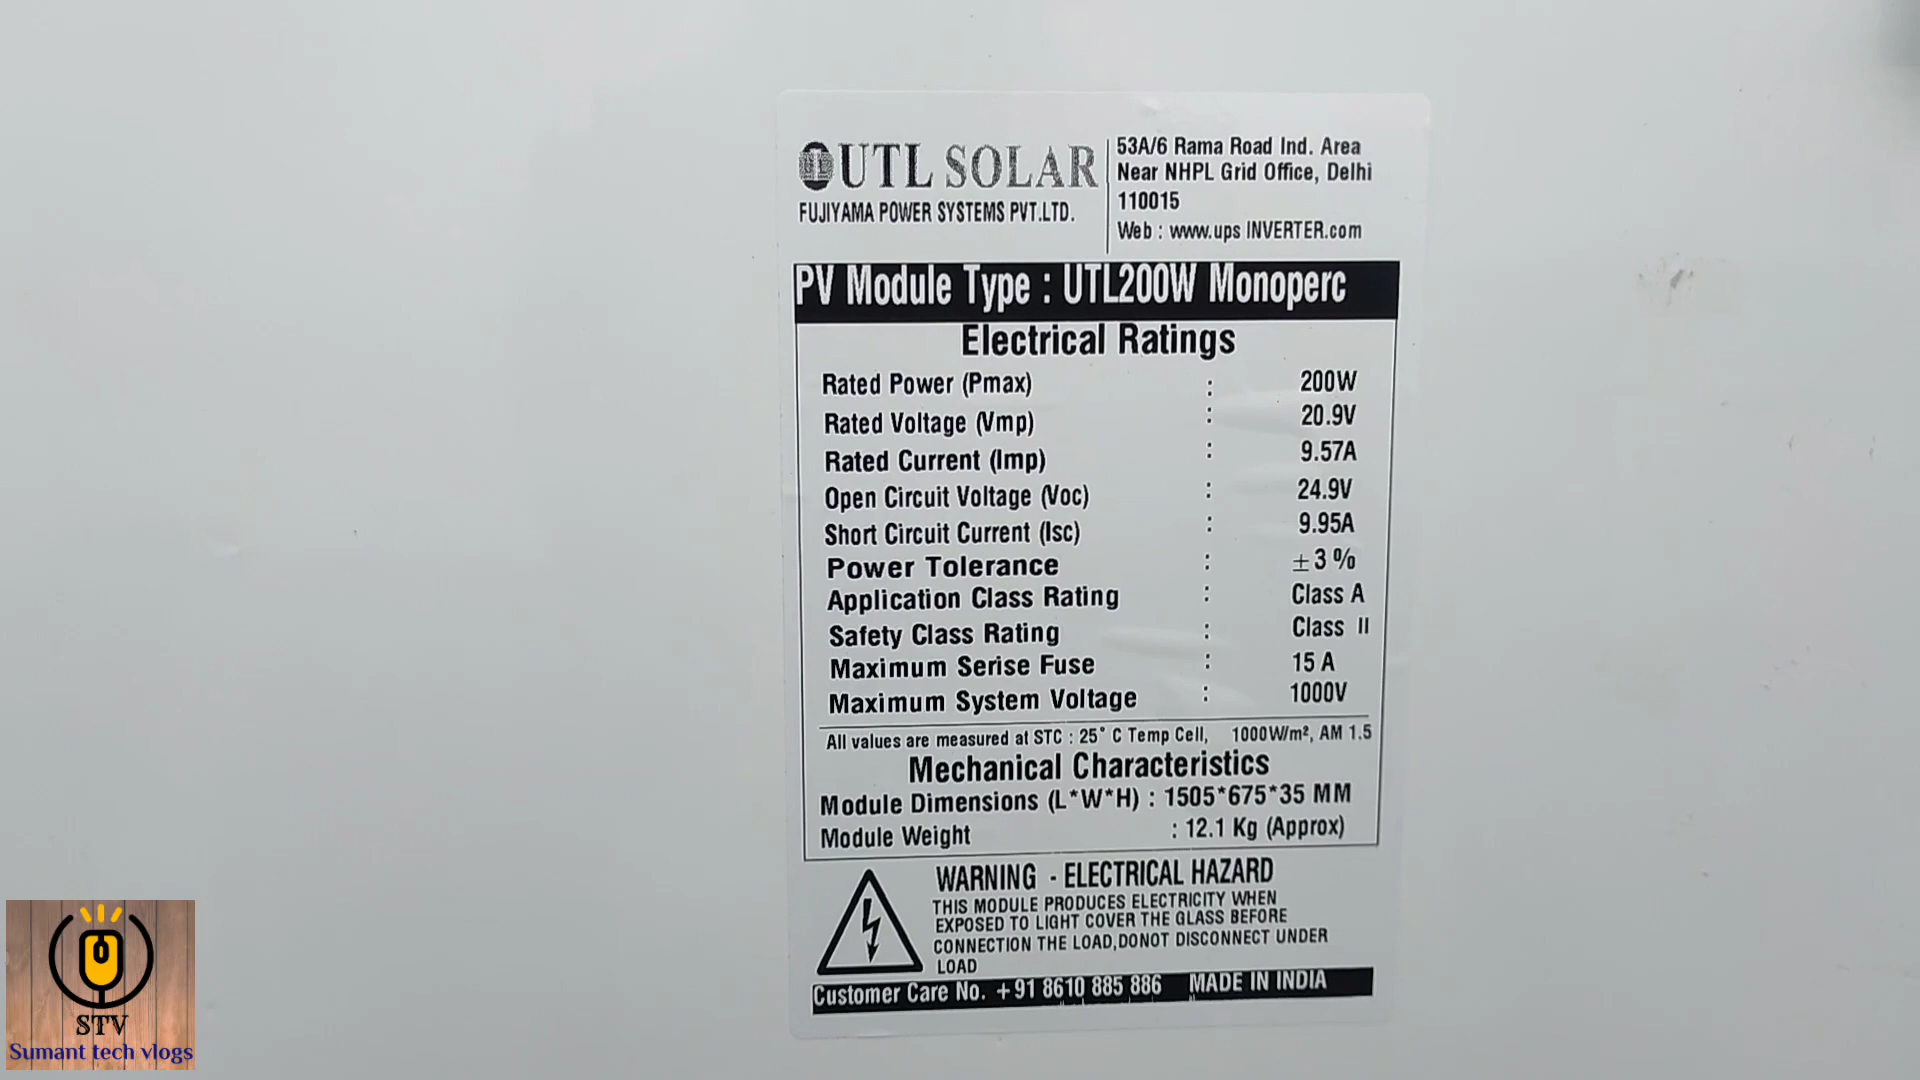 UTL SOLAR
FUJIYAMA POWER SYSTEMS PVT.LTD.
53A/6 Rama Road Ind. Area
Near NHPL Grid Office, Delhi
110015
Web : www.ups INVERTER.com
PV Module Type : UTL200W Monoperc
Electrical Ratings
Rated Power (Pmax) : 200W
Rated Voltage (Vmp) : 20.9V
Rated Current (Imp) : 9.57A
Open Circuit Voltage (Voc) : 24.9V
Short Circuit Current (Isc) : 9.95A
Power Tolerance : ±3%
Application Class Rating : Class A
Safety Class Rating : Class II
Maximum Serise Fuse : 15 A
Maximum System Voltage : 1000V
All values are measured at STC : 25° C Temp Cell, 1000W/m², AM 1.5
Mechanical Characteristics
Module Dimensions (L*W*H) : 1505*675*35 MM
Module Weight : 12.1 Kg (Approx)
WARNING - ELECTRICAL HAZARD
THIS MODULE PRODUCES ELECTRICITY WHEN
EXPOSED TO LIGHT COVER THE GLASS BEFORE
CONNECTION THE LOAD,DONOT DISCONNECT UNDER
LOAD
Customer Care No. +91 8610 885 886 MADE IN INDIA
STV
Sumant tech vlogs